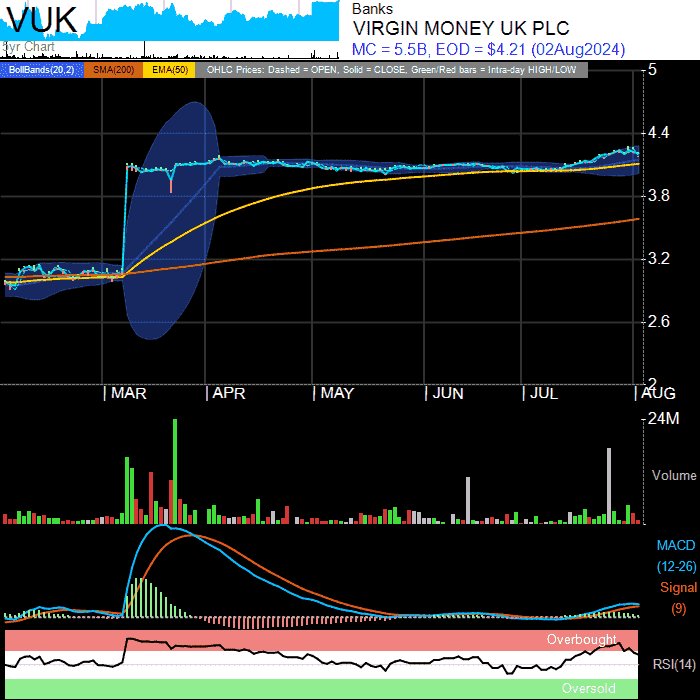 VUK
5yr Chart
Banks
VIRGIN MONEY UK PLC
MC = 5.5B, EOD = $4.21 (02Aug2024)
BollBands(20,2) SMA(200) EMA(50) OHLC Prices: Dashed = OPEN, Solid = CLOSE, Green/Red bars = Intra-day HIGH/LOW
5
4.4
3.8
3.2
2.6
2
MAR APR MAY JUN JUL AUG
24M
Volume
MACD
(12-26)
Signal
(9)
Overbought
RSI(14)
Oversold